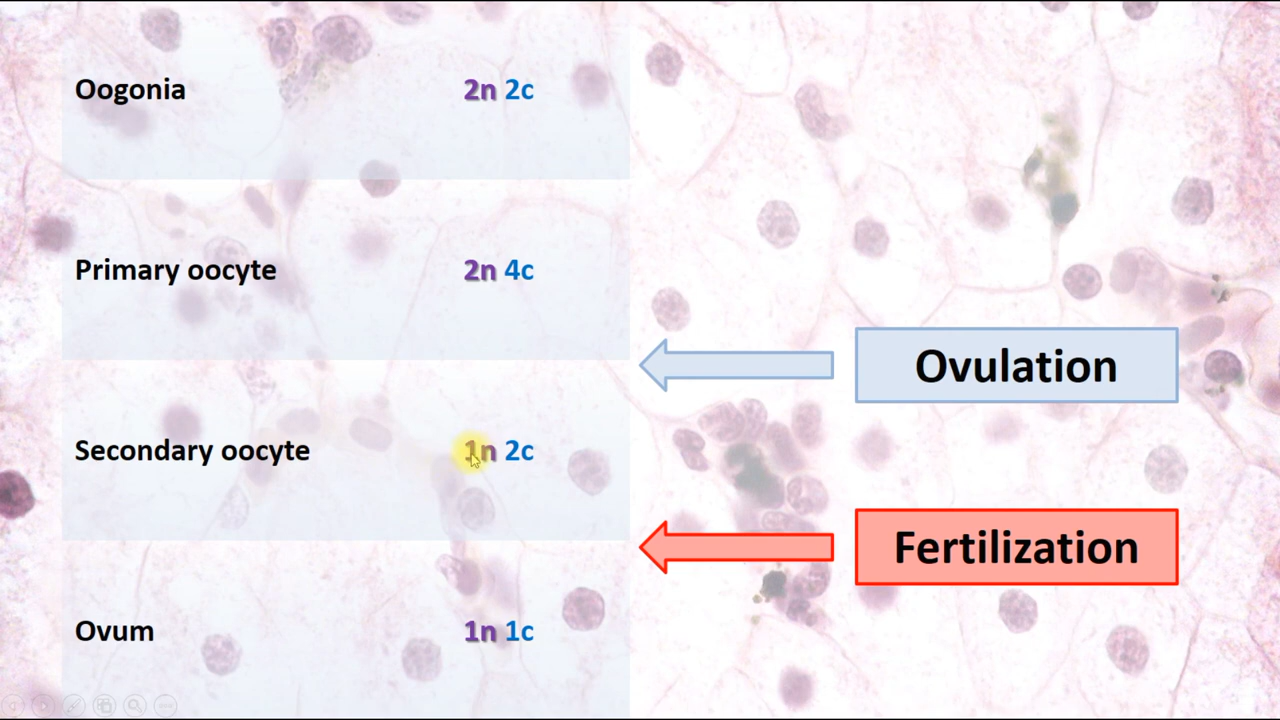 Oogonia 2n 2c
Primary oocyte 2n 4c
Ovulation
Secondary oocyte 1n 2c
Fertilization
Ovum 1n 1c